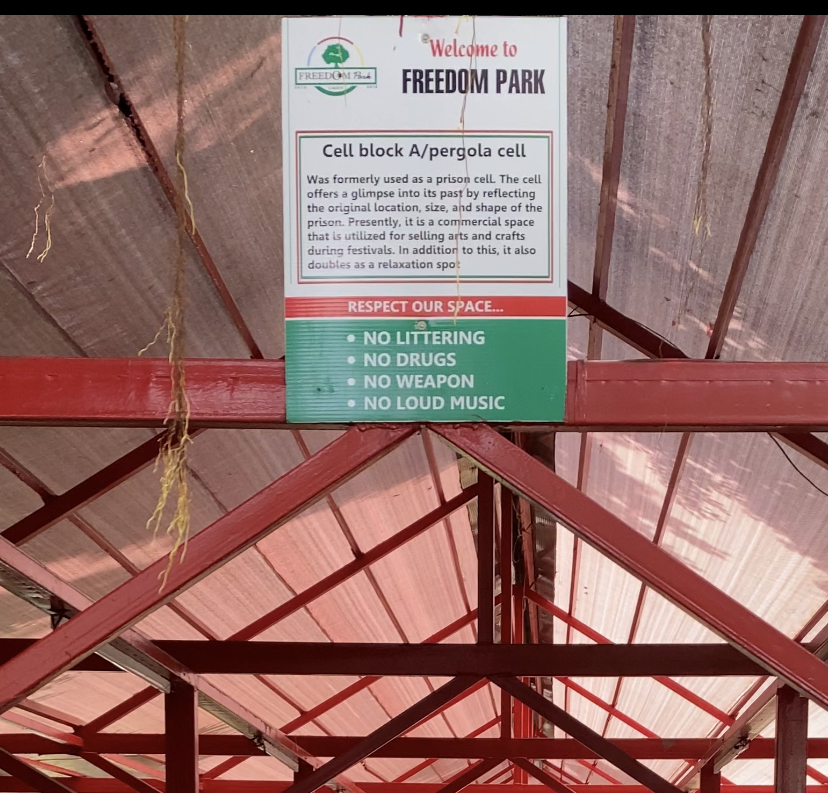 Welcome to
FREEDOM PARK
FREEDOM Park
Cell block A/pergola cell
Was formerly used as a prison cell. The cell
offers a glimpse into its past by reflecting
the original location, size, and shape of the
prison. Presently, it is a commercial space
that is utilized for selling arts and crafts
during festivals. In addition to this, it also
doubles as a relaxation spot
RESPECT OUR SPACE...
• NO LITTERING
• NO DRUGS
• NO WEAPON
• NO LOUD MUSIC